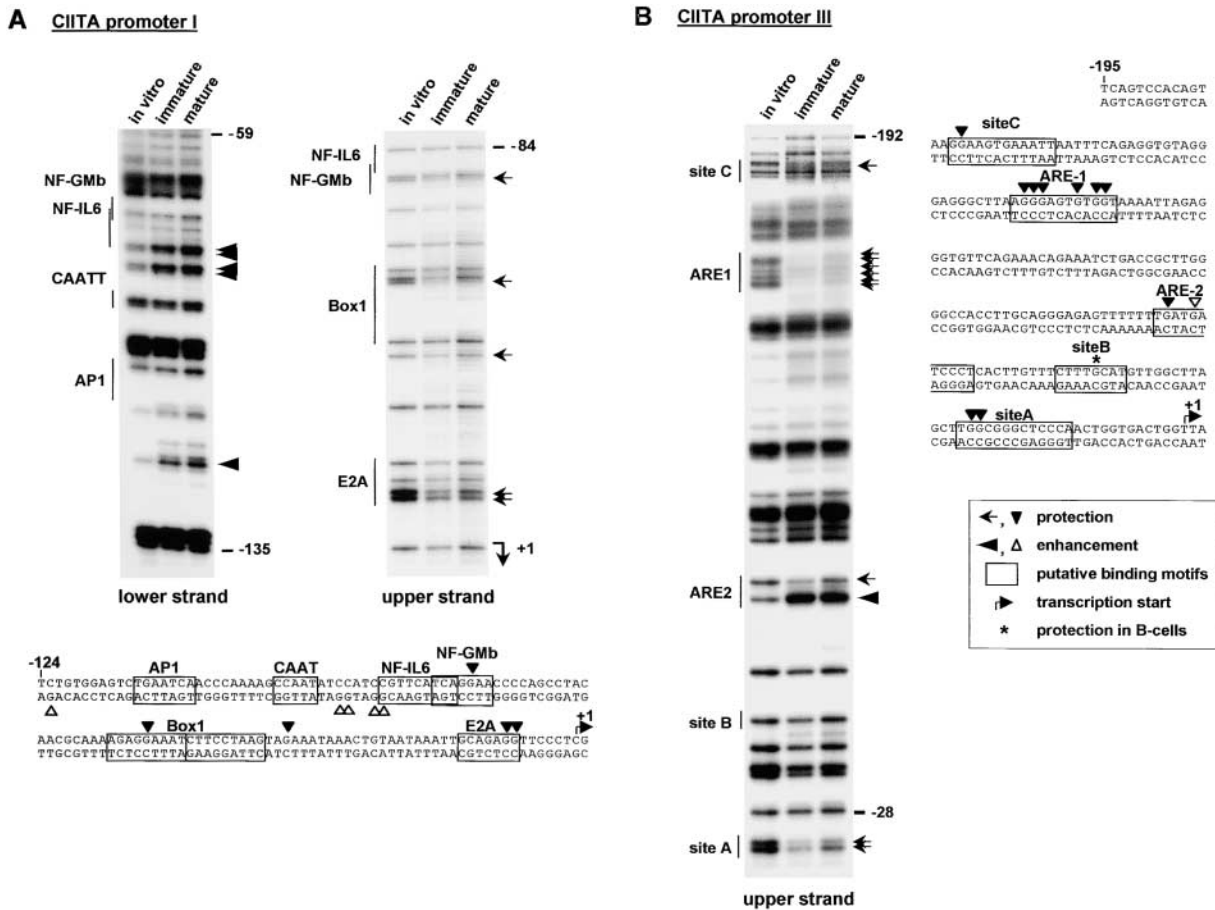 A CIITA promoter I
in vitro
immature
mature
-59
NF-GMb
NF-IL6
CAATT
AP1
-135
lower strand
in vitro
immature
mature
-84
NF-IL6
NF-GMb
Box1
E2A
+1
upper strand
-124
AP1 CAAT NF-IL6 NF-GMb
TCTGTGGAGTCTGAATCAACCCAAAAGCCAATATCCATCCGTTCATCAGGAACCCCAGCCTAC
AGACACCTCAGACTTAGTTGGGTTTTCGGTTATAGGTAGGCAAGTAGTCCTTGGGGTCGGATG
Box1 E2A +1
AACGCAAAAGAGGAAATCTTCCTAAGTAGAAATAAACTGTAATAAATTGCAGAGGTTCCCTCG
TTGCGTTTTCTCCTTTAGAAGGATTCATCTTTATTTGACATTATTTAACGTCTCCAAGGGAGC
B CIITA promoter III
in vitro
immature
mature
-192
site C
ARE1
ARE2
site B
-28
site A
upper strand
-195
TCAGTCCACAGT
AGTCAGGTGTCA
siteC
AAGGAAGTGAAATTAATTTCAGAGGTGTAGG
TTCCTTCACTTTAATTAAAGTCTCCACATCC
ARE-1
GAGGGCTTAAGGGAGTGTGGTAAAATTAGAG
CTCCCGAATTCCCTCACACCATTTTAATCTC
GGTGTTCAGAAACAGAAATCTGACCGCTTGG
CCACAAGTCTTTGTCTTTAGACTGGCGAACC
ARE-2
GGCCACCTTGCAGGGAGAGTTTTTTTGATGA
CCGGTGGAACGTCCCTCTCAAAAAAACTACT
siteB
*
TCCCTCACTTGTTTCTTTGCATGTTGGCTTA
AGGGAGTGAACAAAGAAACGTACAACCGAAT
siteA +1
GCTTGGCGGGCTCCCAACTGGTGACTGGTTA
CGAACCGCCCGAGGGTTGACCACTGACCAAT
, protection
, enhancement
putative binding motifs
transcription start
* protection in B-cells